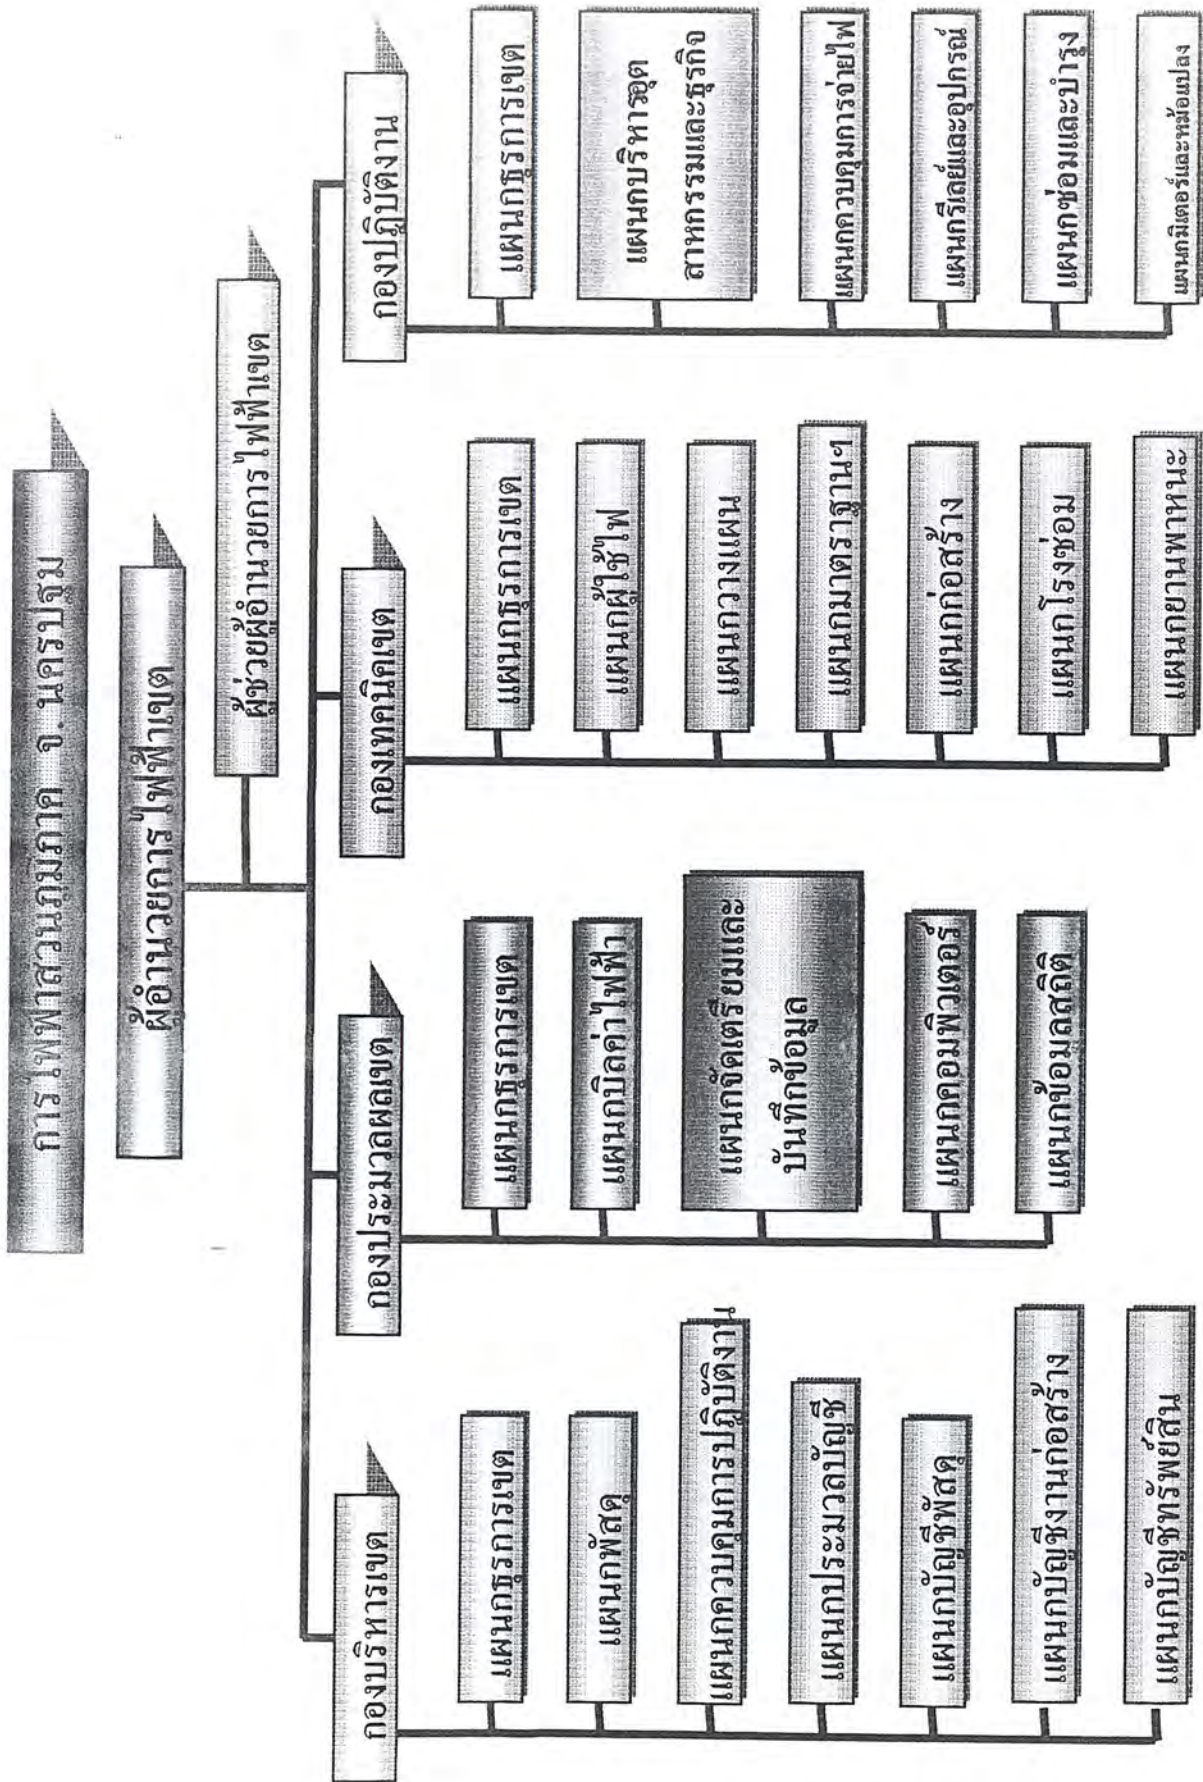 การไฟฟ้าส่วนภูมิภาค จ. นครปฐม
ผู้อำนวยการไฟฟ้าเขต
ผู้ช่วยผู้อำนวยการไฟฟ้าเขต
กองบริหารเขต
แผนกธุรการเขต
แผนกพัสดุ
แผนกควบคุมการปฏิบัติงาน
แผนกประมวลบัญชี
แผนกบัญชีพัสดุ
แผนกบัญชีงานก่อสร้าง
แผนกบัญชีทรัพย์สิน
กองประมวลผลเขต
แผนกธุรการเขต
แผนกบิลค่าไฟฟ้า
แผนกจัดเตรียมและ
บันทึกข้อมูล
แผนกคอมพิวเตอร์
แผนกข้อมูลสถิติ
กองเทคนิคเขต
แผนกธุรการเขต
แผนกผู้ใช้ไฟ
แผนกวางแผน
แผนกมาตราฐานฯ
แผนก่อสร้าง
แผนกโรงซ่อม
แผนกยานพาหนะ
กองปฏิบัติงาน
แผนกธุรการเขต
แผนกบริหารอุต
สาหกรรมและธุรกิจ
แผนกควบคุมการจ่ายไฟ
แผนกรีเลย์และอุปกรณ์
แผนกซ่อมและบำรุง
แผนกมิเตอร์และหม้อแปลง